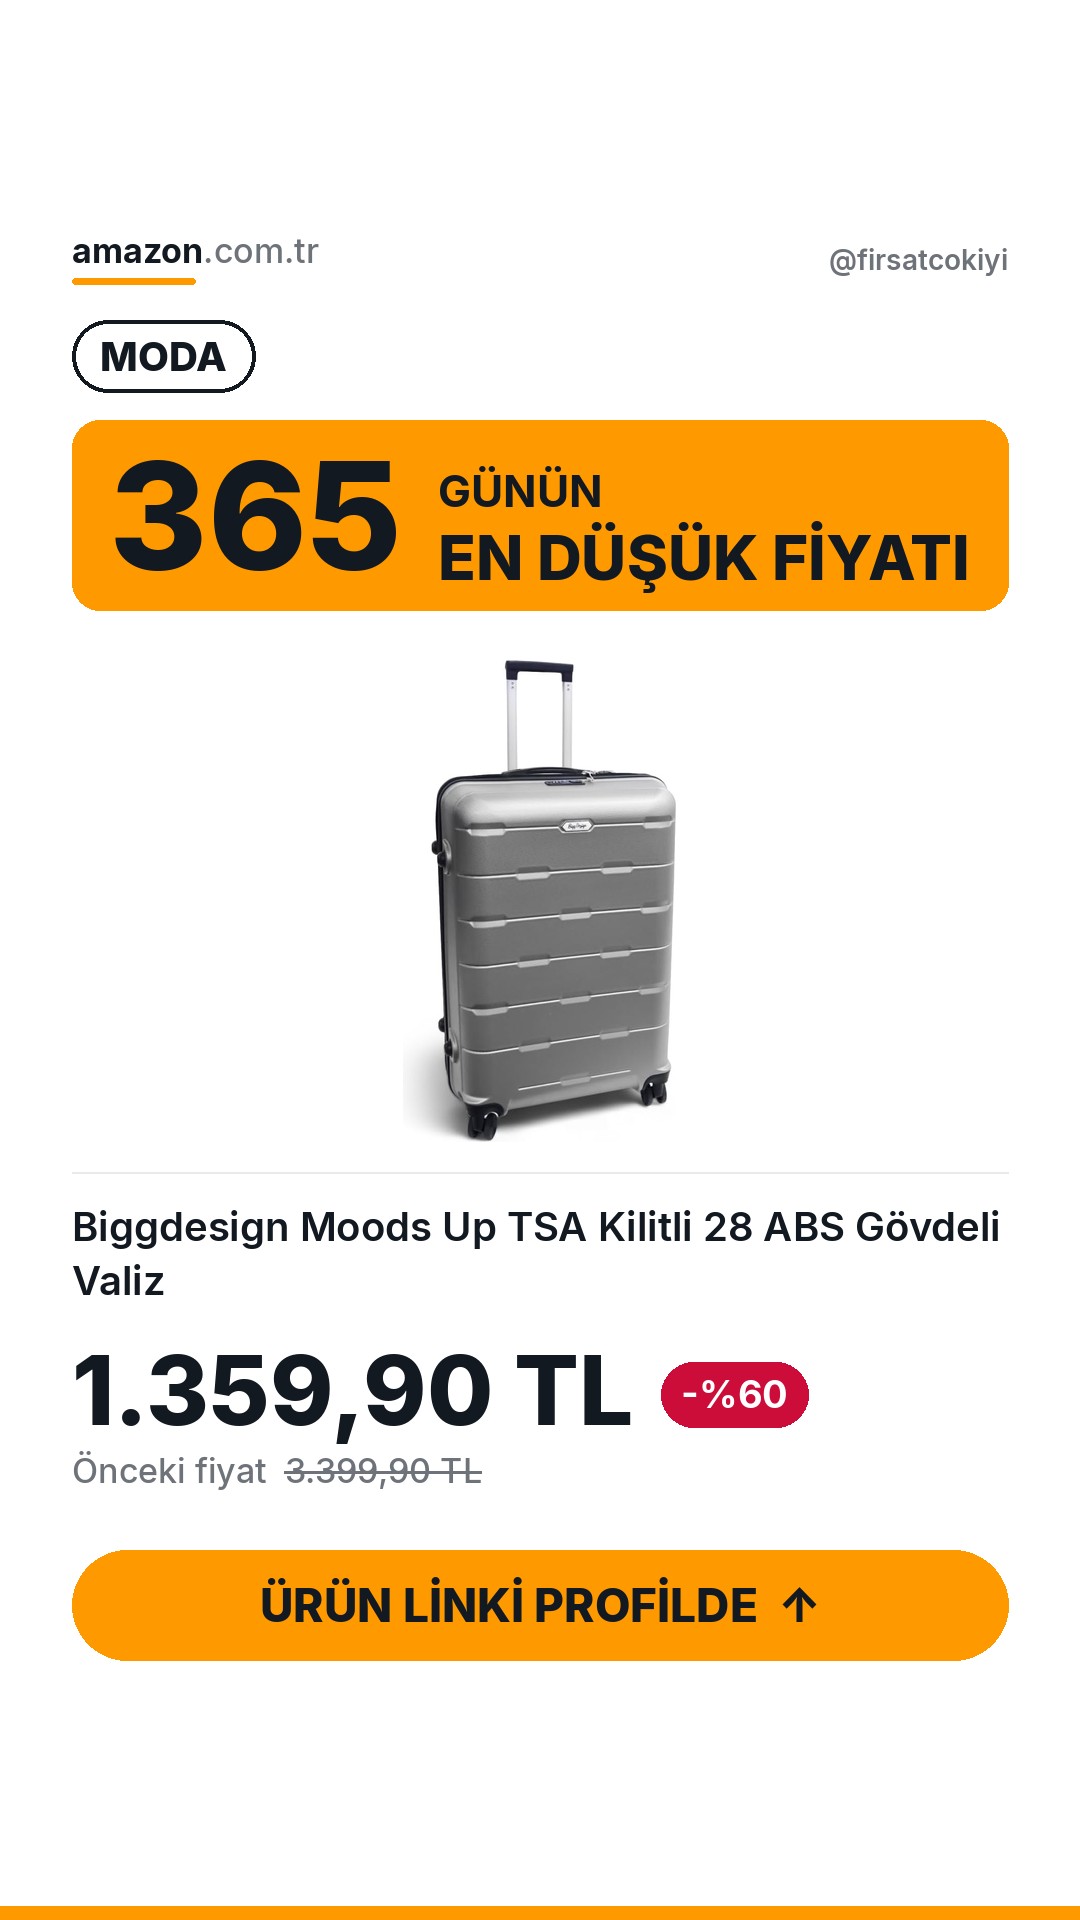 amazon.com.tr
@firsatcokiyi
MODA
365
GÜNÜN
EN DÜŞÜK FİYATI
Biggdesign Moods Up TSA Kilitli 28 ABS Gövdeli
Valiz
1.359,90 TL
-%60
Önceki fiyat 3.399,90 TL
ÜRÜN LİNKİ PROFİLDE ↑